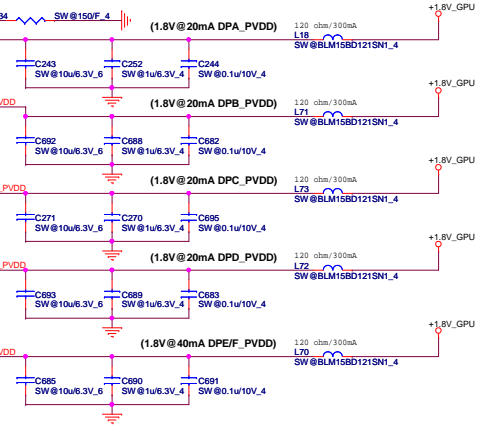 34
SW@150/F_4
+1.8V_GPU
(1.8V@20mA DPA_PVDD)
120 ohm/300mA
L18
SW@BLM15BD121SN1_4
C243
SW@10u/6.3V_6
C252
SW@1u/6.3V_4
C244
SW@0.1u/10V_4
+1.8V_GPU
VDD
(1.8V@20mA DPB_PVDD)
120 ohm/300mA
L71
SW@BLM15BD121SN1_4
C692
SW@10u/6.3V_6
C688
SW@1u/6.3V_4
C682
SW@0.1u/10V_4
+1.8V_GPU
_PVDD
(1.8V@20mA DPC_PVDD)
120 ohm/300mA
L73
SW@BLM15BD121SN1_4
C271
SW@10u/6.3V_6
C270
SW@1u/6.3V_4
C695
SW@0.1u/10V_4
+1.8V_GPU
_PVDD
(1.8V@20mA DPD_PVDD)
120 ohm/300mA
L72
SW@BLM15BD121SN1_4
C693
SW@10u/6.3V_6
C689
SW@1u/6.3V_4
C683
SW@0.1u/10V_4
+1.8V_GPU
VDD
(1.8V@40mA DPE/F_PVDD)
120 ohm/300mA
L70
SW@BLM15BD121SN1_4
C685
SW@10u/6.3V_6
C690
SW@1u/6.3V_4
C691
SW@0.1u/10V_4